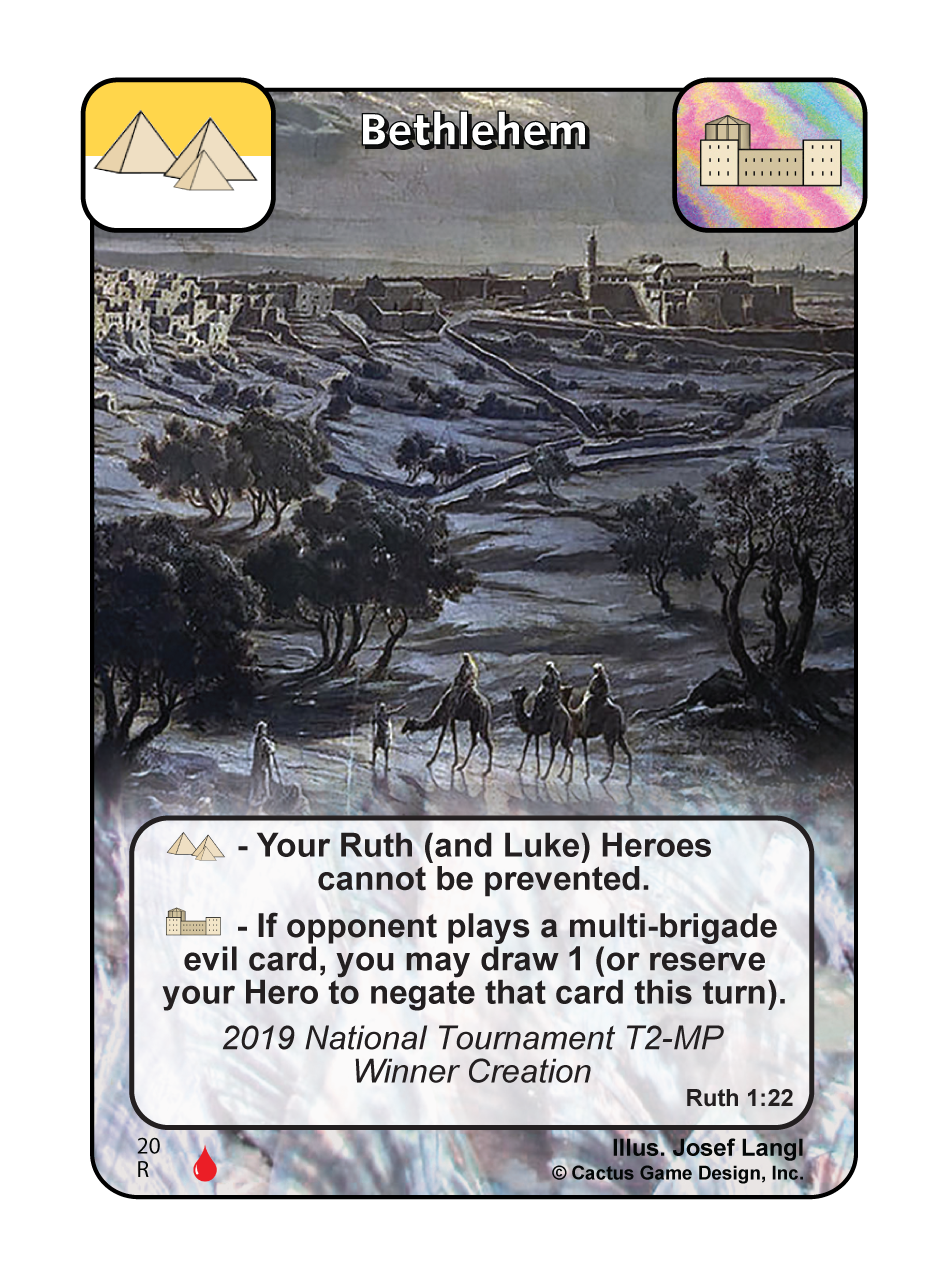 Bethlehem
- Your Ruth (and Luke) Heroes
cannot be prevented.
- If opponent plays a multi-brigade
evil card, you may draw 1 (or reserve
your Hero to negate that card this turn).
2019 National Tournament T2-MP
Winner Creation
Ruth 1:22
20
R
Illus. Josef Langl
© Cactus Game Design, Inc.